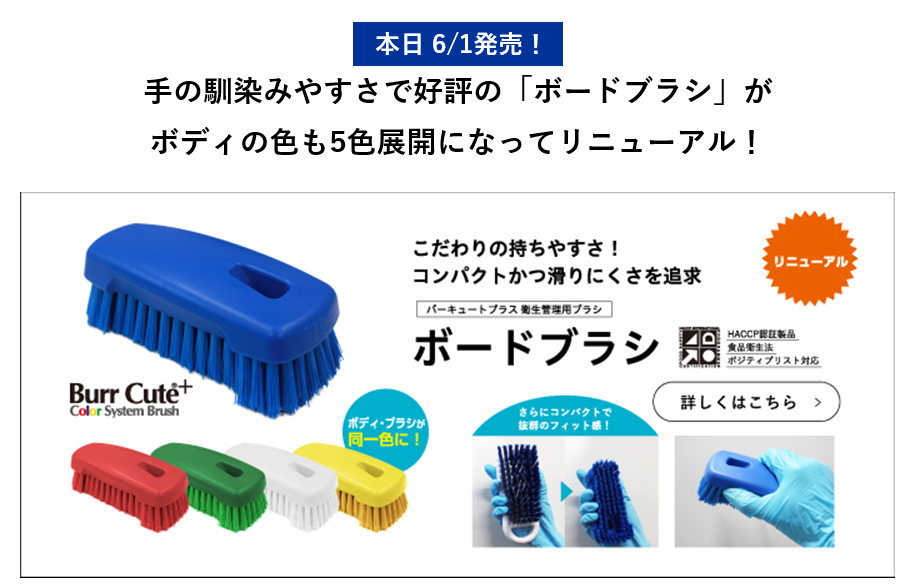 本日 6/1発売！
手の馴染みやすさで好評の「ボードブラシ」が
ボディの色も5色展開になってリニューアル！
こだわりの持ちやすさ！
コンパクトかつ滑りにくさを追求
リニューアル
バーキュートプラス 衛生管理用ブラシ
ボードブラシ
HACCP認証製品
食品衛生法
ポジティブリスト対応
Burr Cute®+
Color System Brush
詳しくはこちら >
ボディ・ブラシが
同一色に！
さらにコンパクトで
抜群のフィット感！